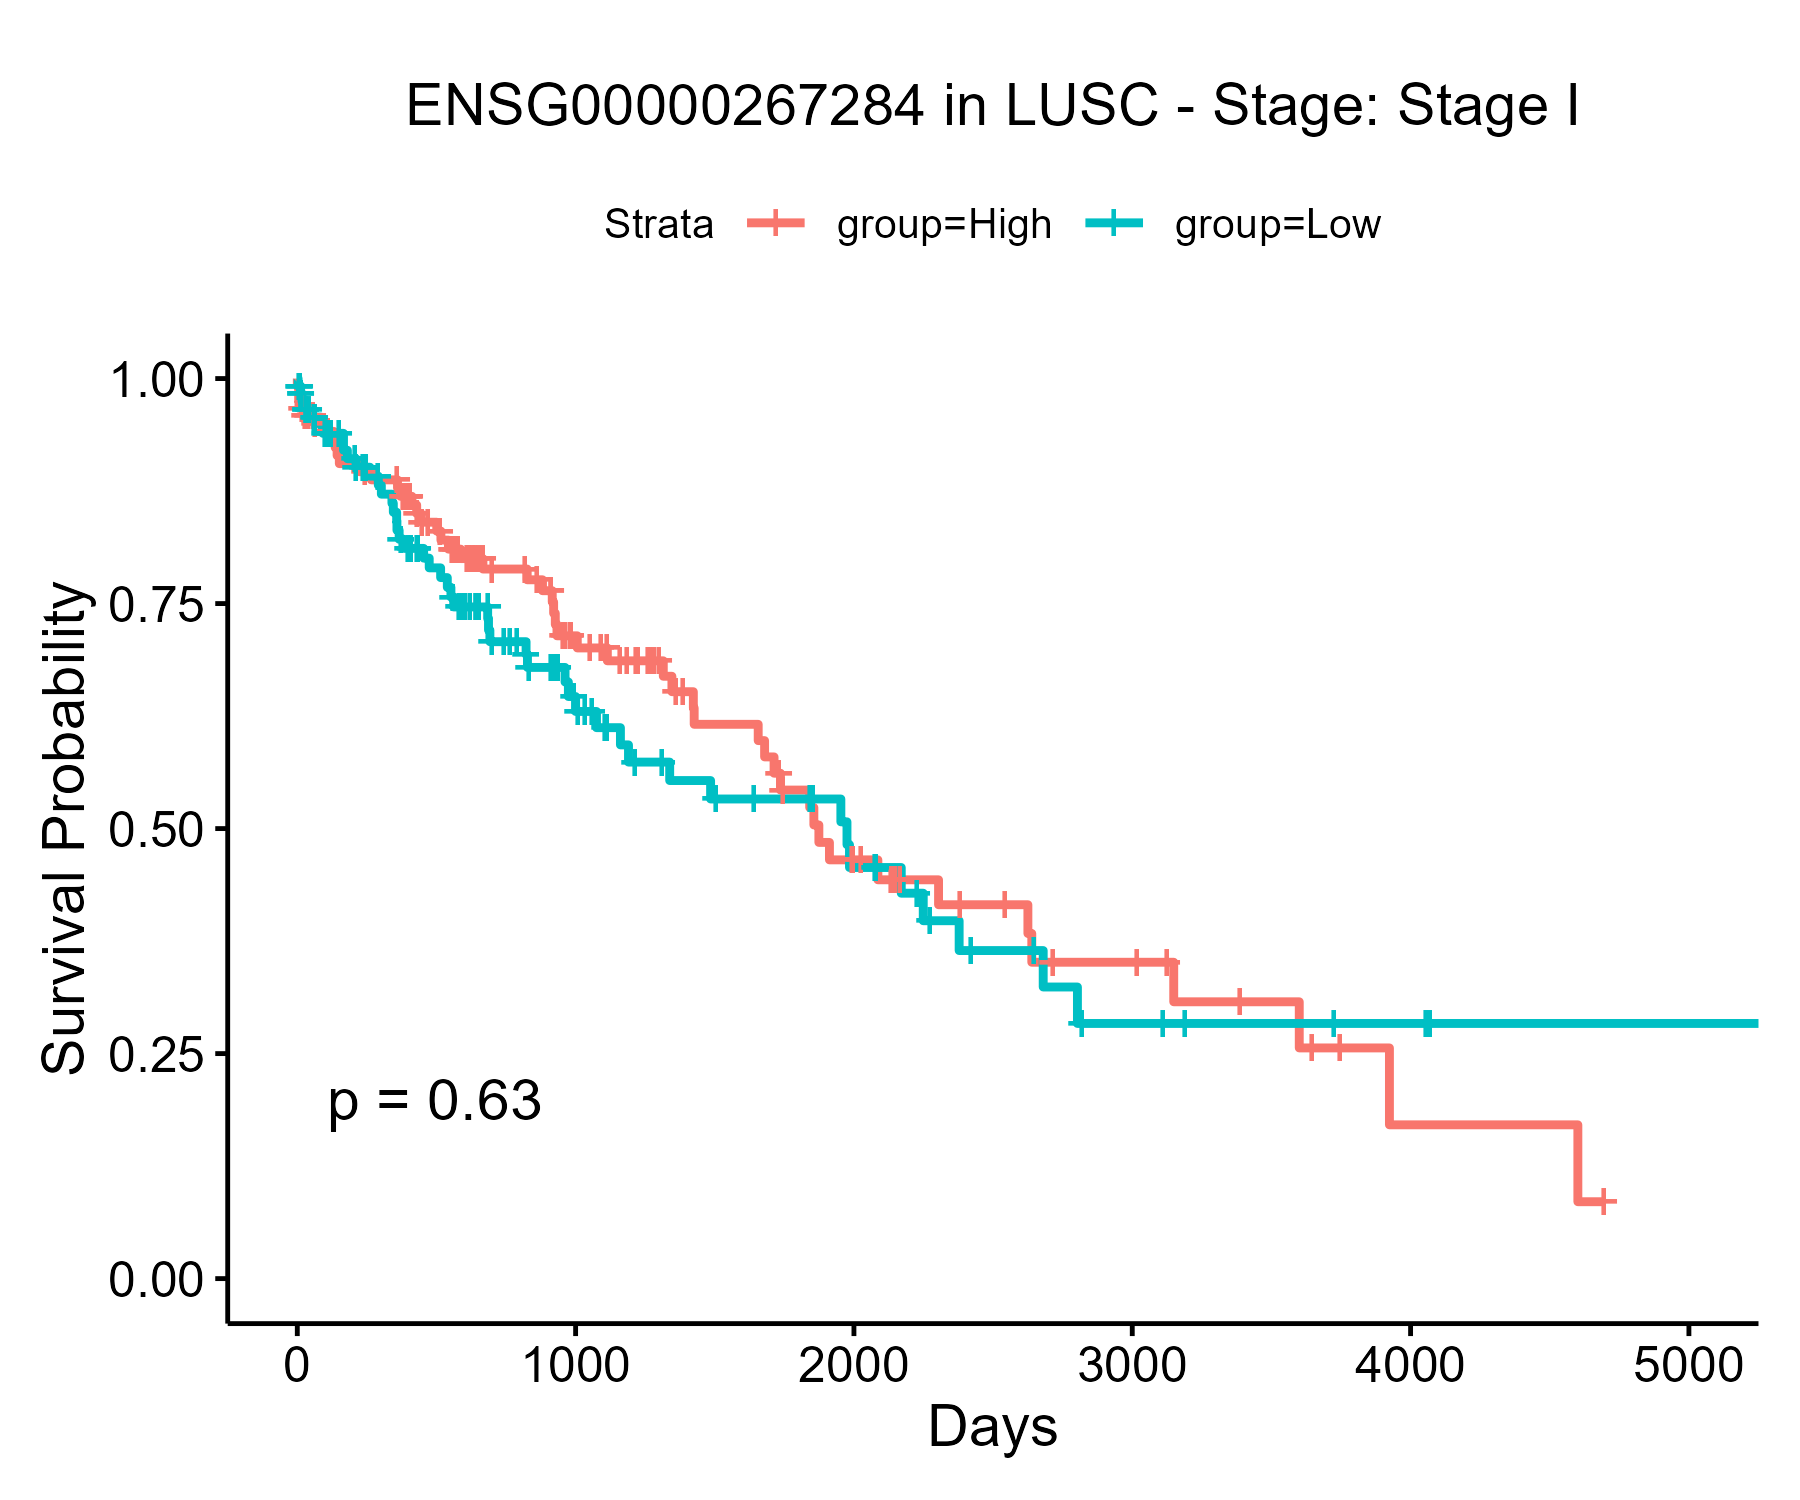 ENSG00000267284 in LUSC - Stage: Stage I
Strata group=High group=Low
Survival Probability
1.00
0.75
0.50
0.25
0.00
p = 0.63
0 1000 2000 3000 4000 5000
Days